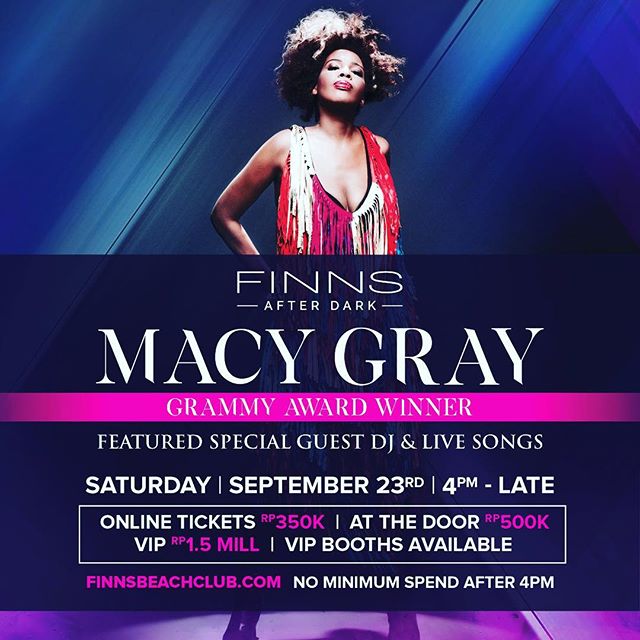 FINNS
AFTER DARK
MACY GRAY
GRAMMY AWARD WINNER
FEATURED SPECIAL GUEST DJ & LIVE SONGS
SATURDAY | SEPTEMBER 23RD | 4PM - LATE
ONLINE TICKETS RP350K | AT THE DOOR RP500K
VIP RP1.5 MILL | VIP BOOTHS AVAILABLE
FINNSBEACHCLUB.COM NO MINIMUM SPEND AFTER 4PM